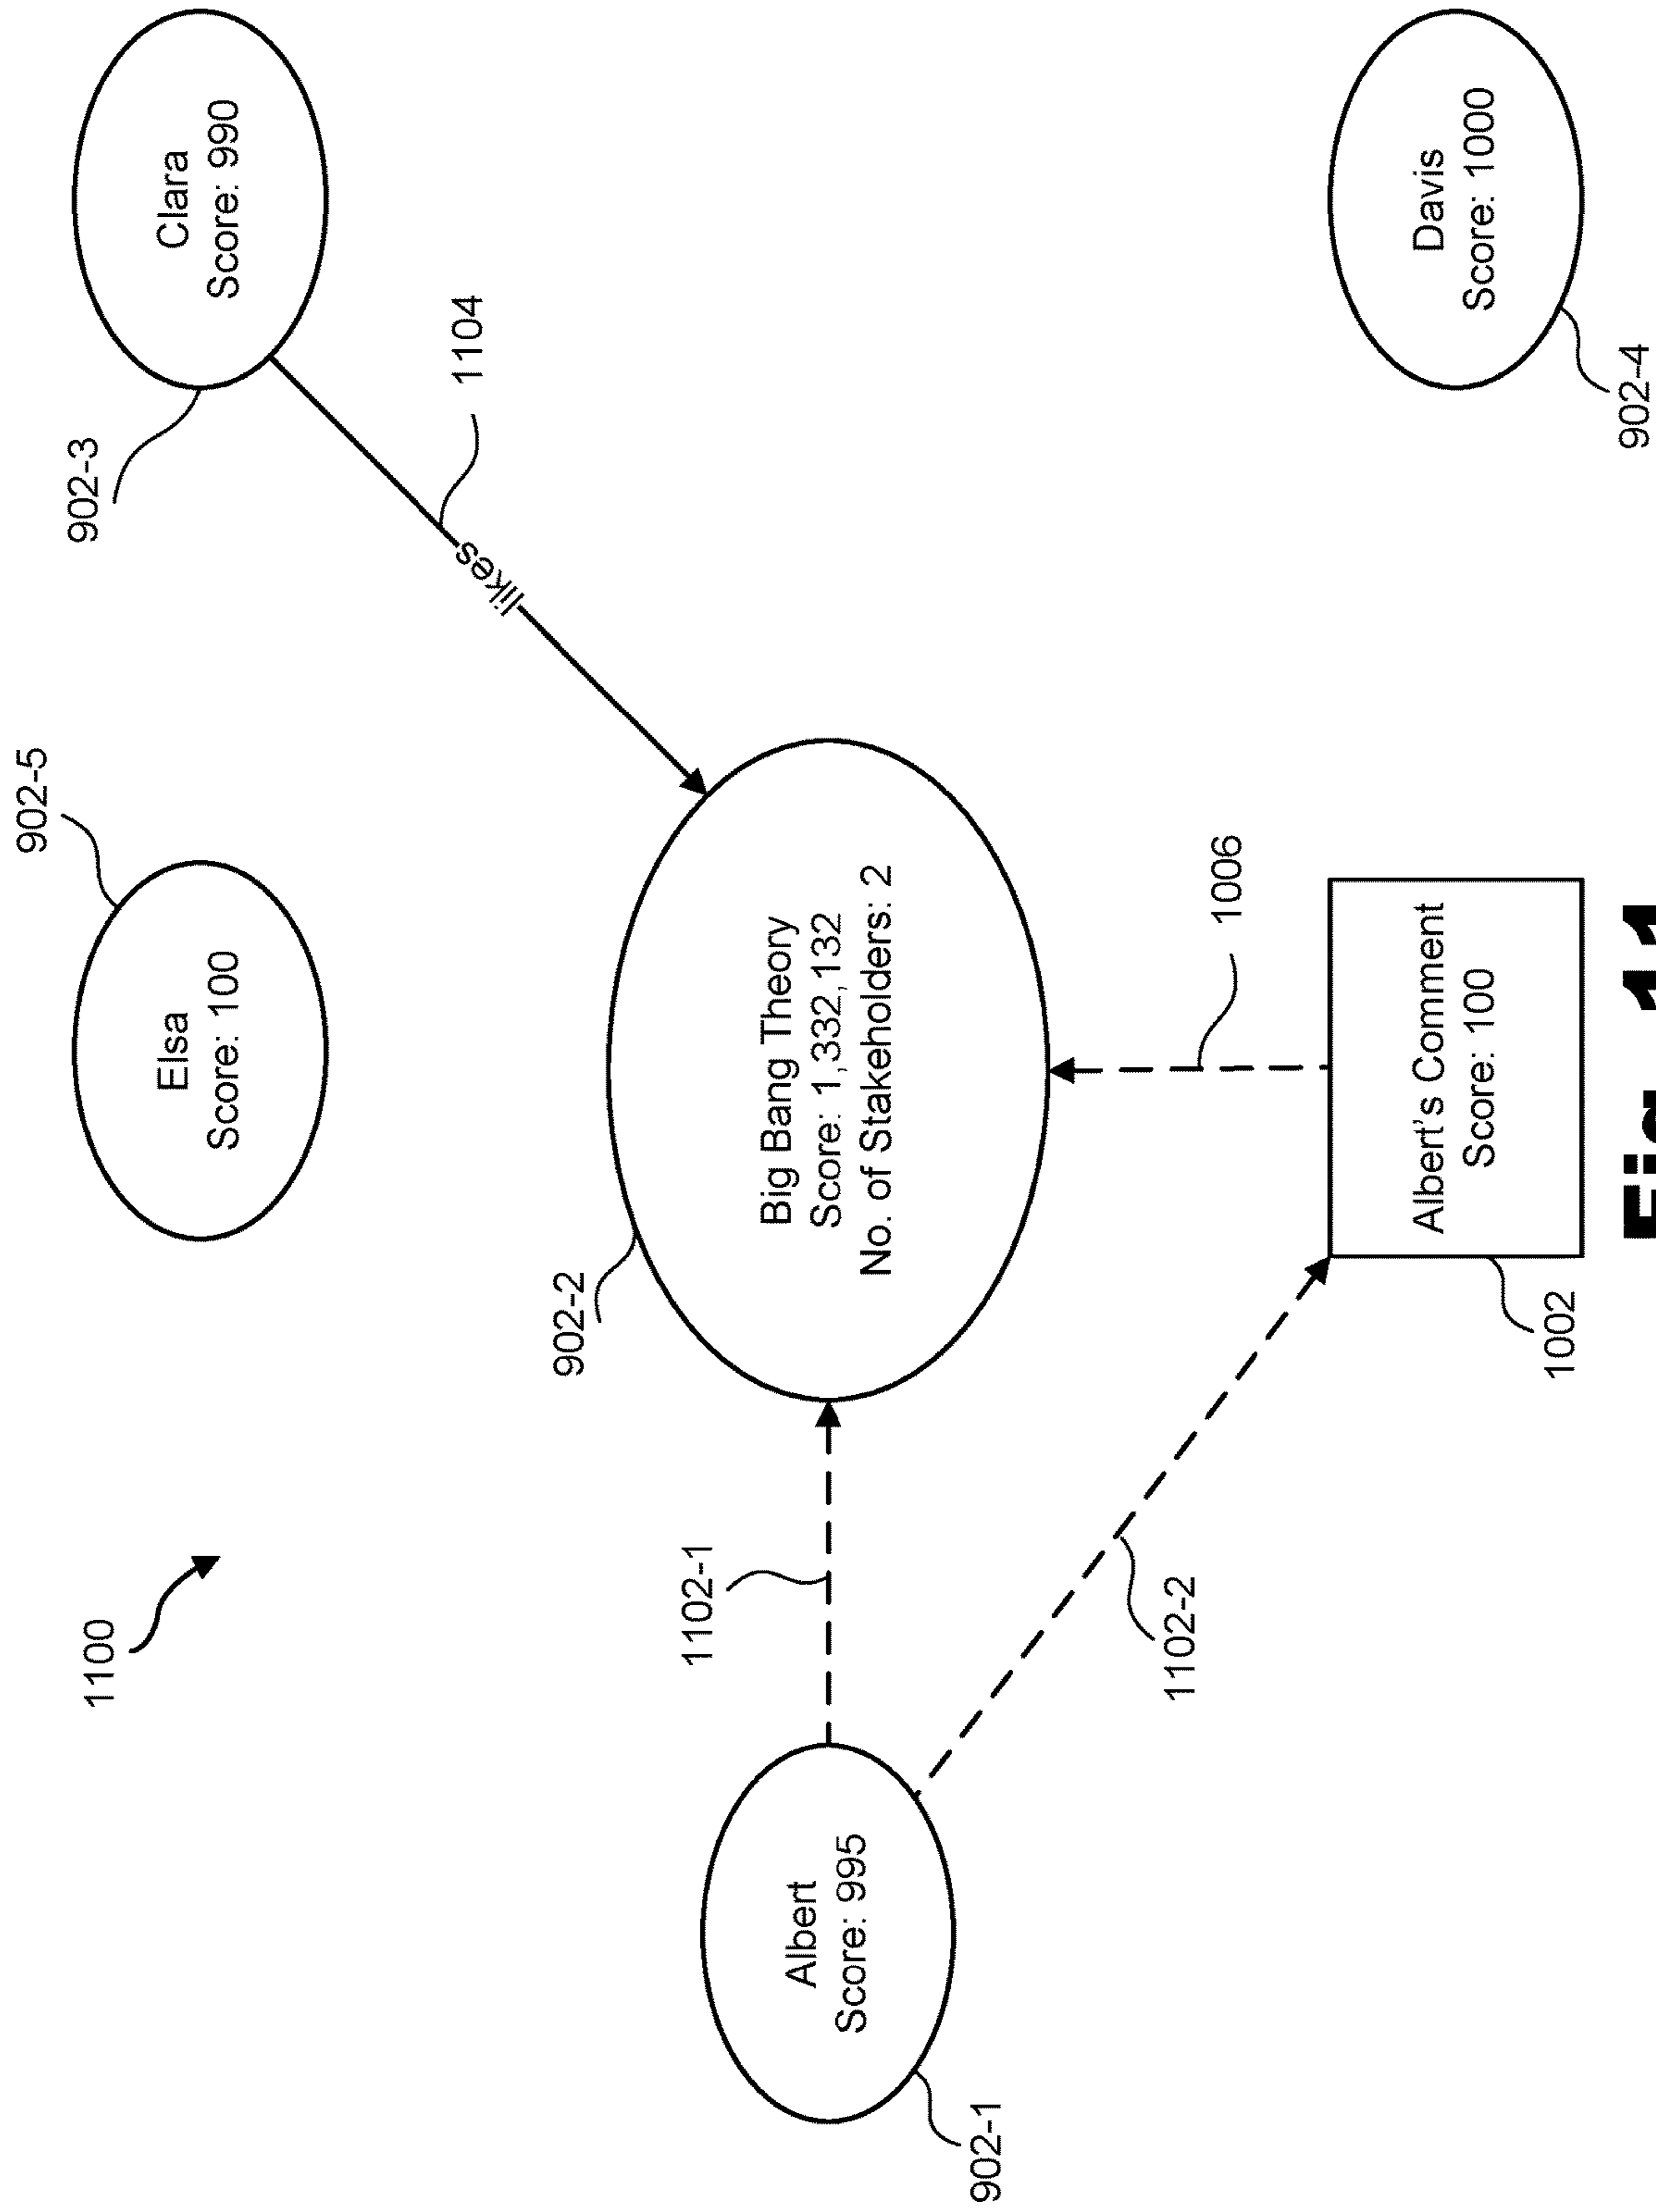 1100
902-5
Elsa
Score: 100
902-3
Clara
Score: 990
1104
likes
902-2
Big Bang Theory
Score: 1,332,132
No. of Stakeholders: 2
1102-1
Albert
Score: 995
902-1
1102-2
1006
Albert's Comment
Score: 100
1002
Davis
Score: 1000
902-4
Fig. 11